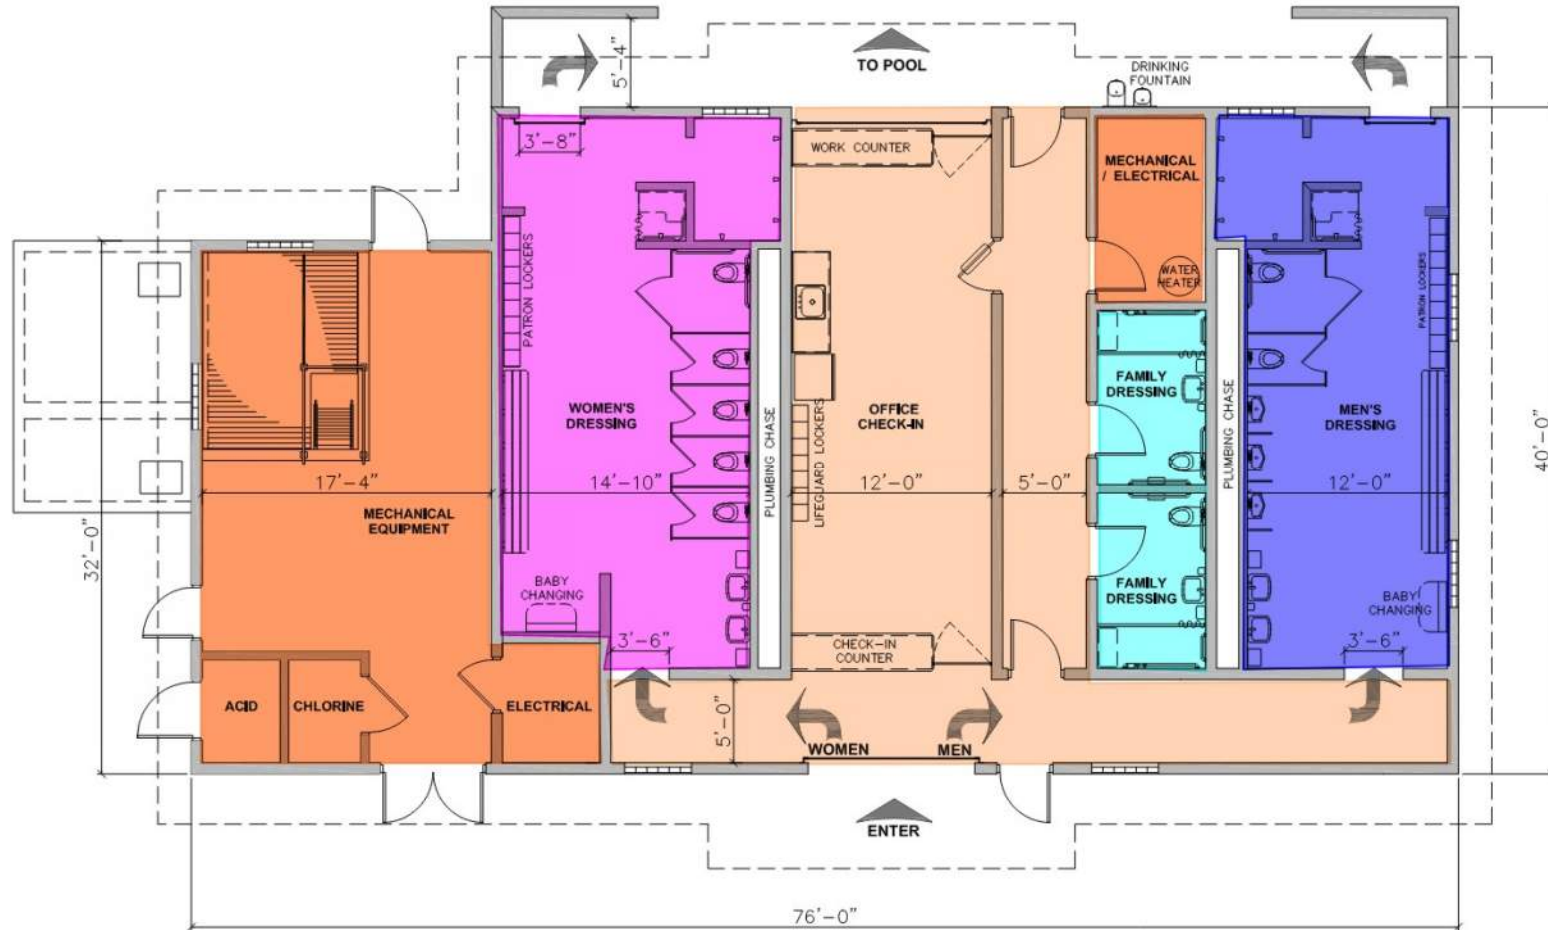 5'-4"
TO POOL
DRINKING
FOUNTAIN
3'-8"
WORK COUNTER
MECHANICAL
/ ELECTRICAL
PATRON LOCKERS
WATER
HEATER
PATRON LOCKERS
FAMILY
DRESSING
WOMEN'S
DRESSING
PLUMBING CHASE
OFFICE
CHECK-IN
LIFEGUARD LOCKERS
PLUMBING CHASE
MEN'S
DRESSING
40'-0"
17'-4"
14'-10"
12'-0"
5'-0"
12'-0"
MECHANICAL
EQUIPMENT
32'-0"
BABY
CHANGING
FAMILY
DRESSING
BABY
CHANGING
3'-6"
CHECK-IN
COUNTER
3'-6"
ACID
CHLORINE
ELECTRICAL
5'-0"
WOMEN
MEN
ENTER
76'-0"